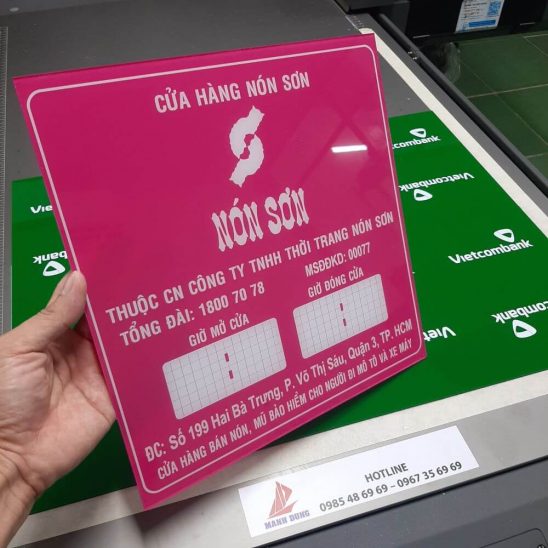 CỬA HÀNG NÓN SƠN
NÓN SƠN
THUỘC CN CÔNG TY TNHH THỜI TRANG NÓN SƠN
TỔNG ĐÀI: 1800 70 78
MSĐĐKD: 00077
GIỜ MỞ CỬA
GIỜ ĐÓNG CỬA
ĐC: Số 199 Hai Bà Trưng, P. Võ Thị Sáu, Quận 3, TP. HCM
CỬA HÀNG BÁN NÓN, MŨ BẢO HIỂM CHO NGƯỜI ĐI MÔ TÔ VÀ XE MÁY
Vietcombank
Vietcombank
Vietcombank
Vietcombank
MẠNH DŨNG
HOTLINE
0985 48 69 69 – 0967 35 69 69